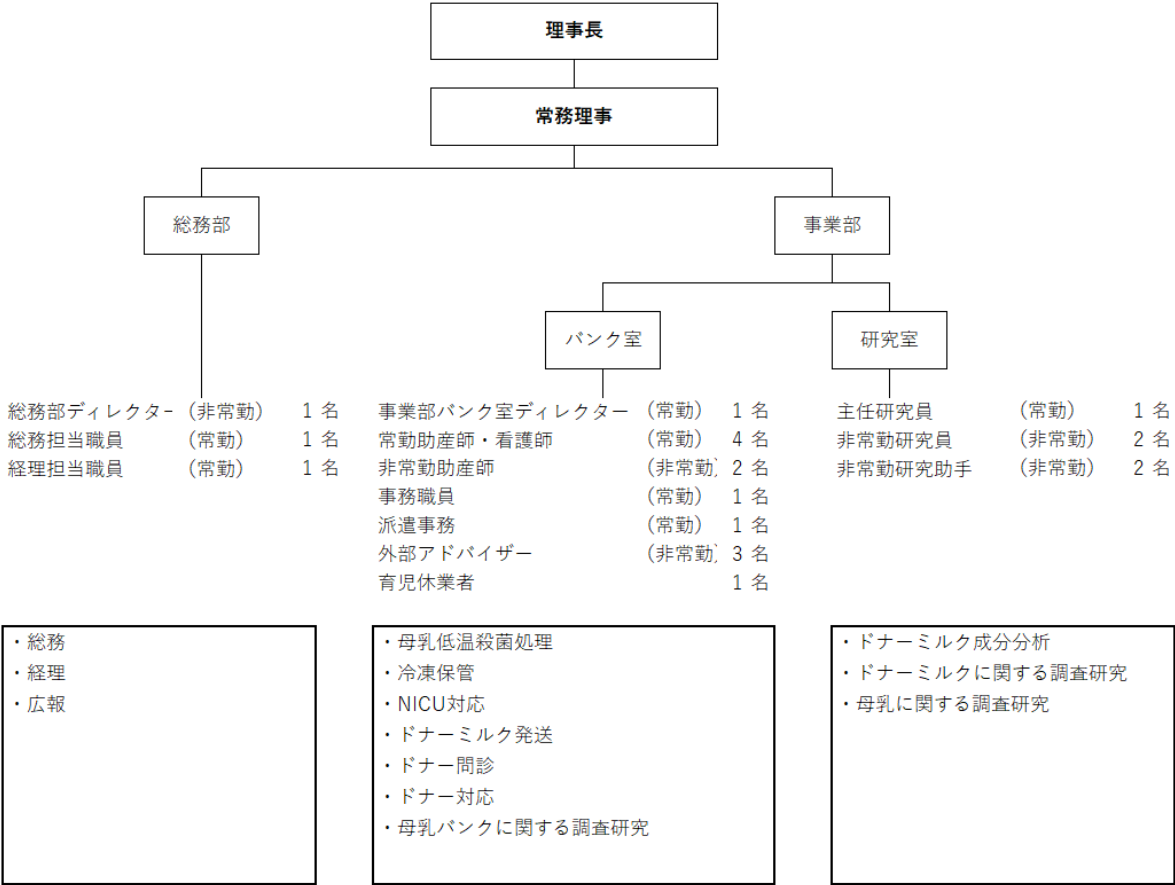 理事長
常務理事
総務部
事業部
バンク室
研究室
総務部ディレクター (非常勤) 1 名
総務担当職員 (常勤) 1 名
経理担当職員 (常勤) 1 名
事業部バンク室ディレクター (常勤) 1 名
常勤助産師・看護師 (常勤) 4 名
非常勤助産師 (非常勤) 2 名
事務職員 (常勤) 1 名
派遣事務 (常勤) 1 名
外部アドバイザー (非常勤) 3 名
育児休業者 1 名
主任研究員 (常勤) 1 名
非常勤研究員 (非常勤) 2 名
非常勤研究助手 (非常勤) 2 名
・総務
・経理
・広報
・母乳低温殺菌処理
・冷凍保管
・NICU対応
・ドナーミルク発送
・ドナー問診
・ドナー対応
・母乳バンクに関する調査研究
・ドナーミルク成分分析
・ドナーミルクに関する調査研究
・母乳に関する調査研究